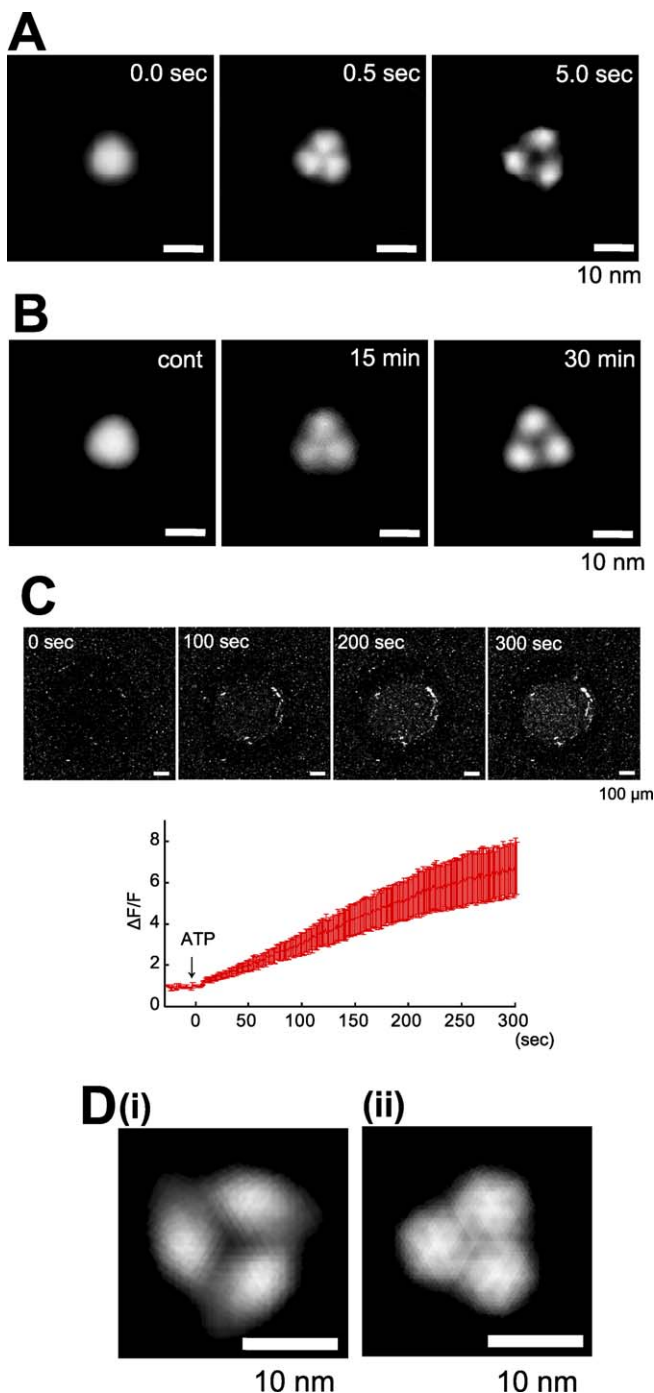 A
0.0 sec 0.5 sec 5.0 sec
10 nm
B
cont 15 min 30 min
10 nm
C
0 sec 100 sec 200 sec 300 sec
100 µm
8
6
4
2
0
ΔF/F
ATP
0 50 100 150 200 250 300
(sec)
D (i) (ii)
10 nm 10 nm